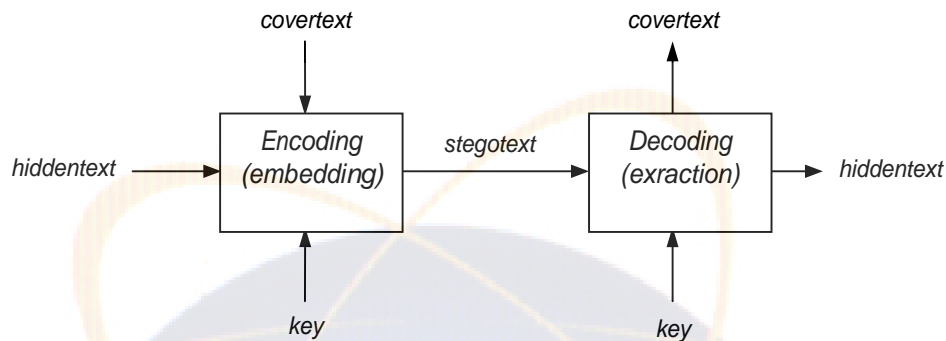 covertext
covertext
Encoding
(embedding)
Decoding
(exraction)
stegotext
hiddentext
hiddentext
key
key